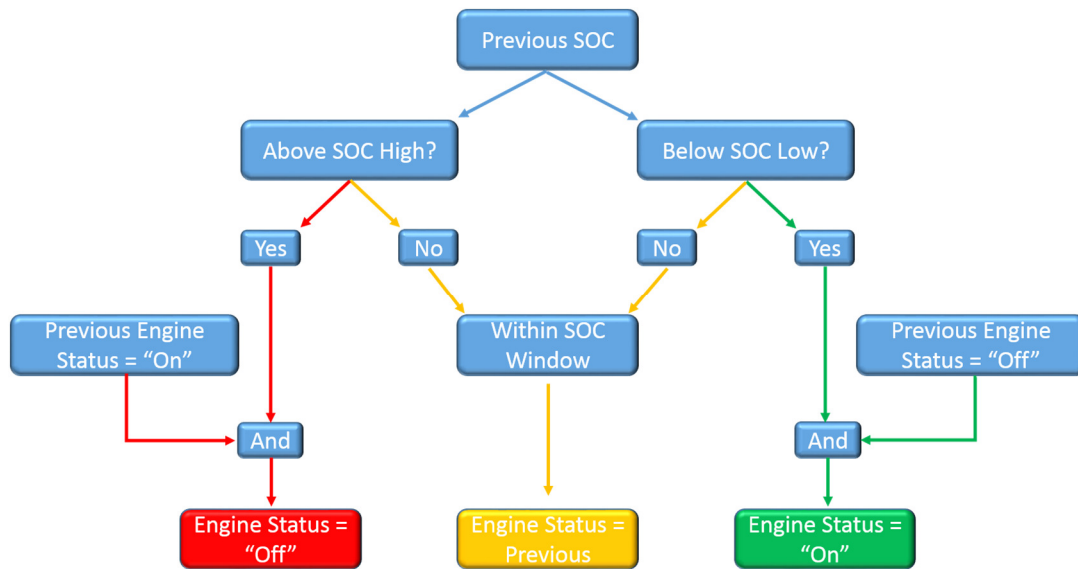 Previous SOC
Above SOC High?
Below SOC Low?
Yes
No
No
Yes
Previous Engine
Status = “On”
Within SOC
Window
Previous Engine
Status = “Off”
And
And
Engine Status =
“Off”
Engine Status =
Previous
Engine Status =
“On”